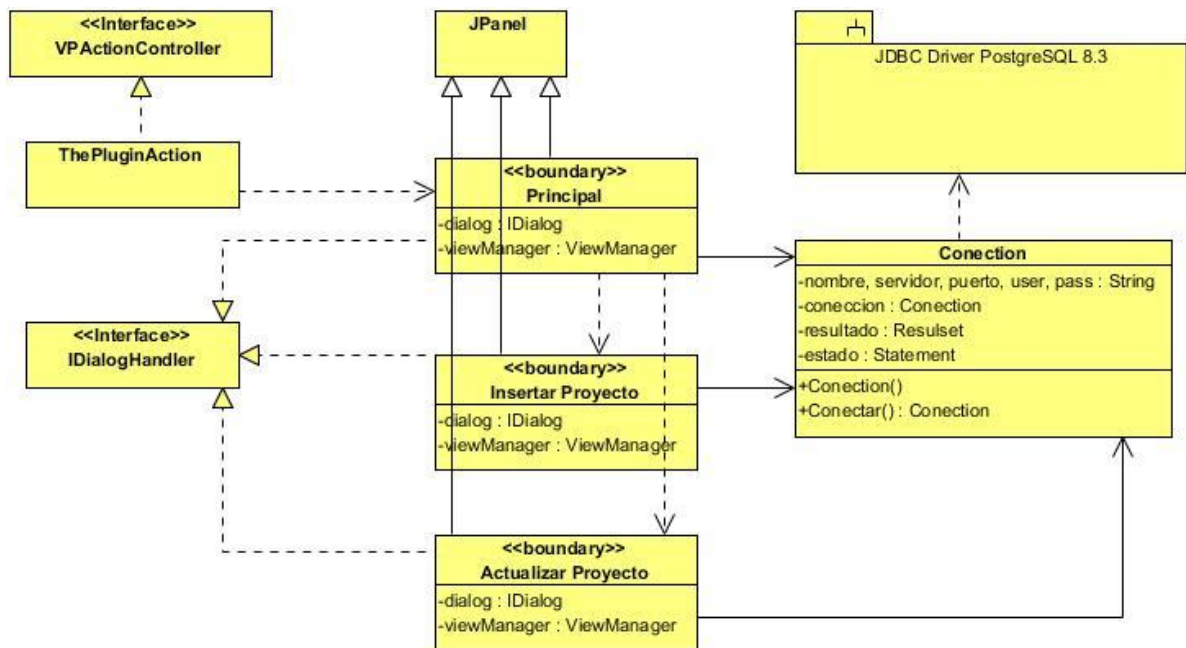 <<Interface>>
VPActionController
JPanel
JDBC Driver PostgreSQL 8.3
ThePluginAction
<<boundary>>
Principal
-dialog : IDialog
-viewManager : ViewManager
Conection
-nombre, servidor, puerto, user, pass : String
-coneccion : Conection
-resultado : Resulset
-estado : Statement
+Conection()
+Conectar() : Conection
<<Interface>>
IDialogHandler
<<boundary>>
Insertar Proyecto
-dialog : IDialog
-viewManager : ViewManager
<<boundary>>
Actualizar Proyecto
-dialog : IDialog
-viewManager : ViewManager